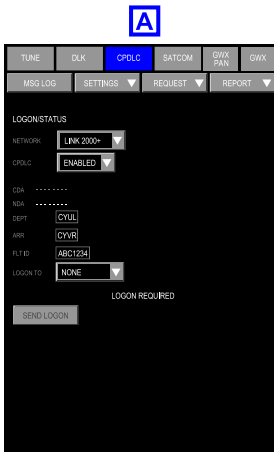 A
TUNE DLK CPDLC SATCOM GWX PAN GWX
MSG LOG SETTINGS REQUEST REPORT
LOGON/STATUS
NETWORK LINK 2000+
CPDLC ENABLED
CDA --------
NDA --------
DEPT CYUL
ARR CYVR
FLT ID ABC1234
LOGON TO NONE
LOGON REQUIRED
SEND LOGON